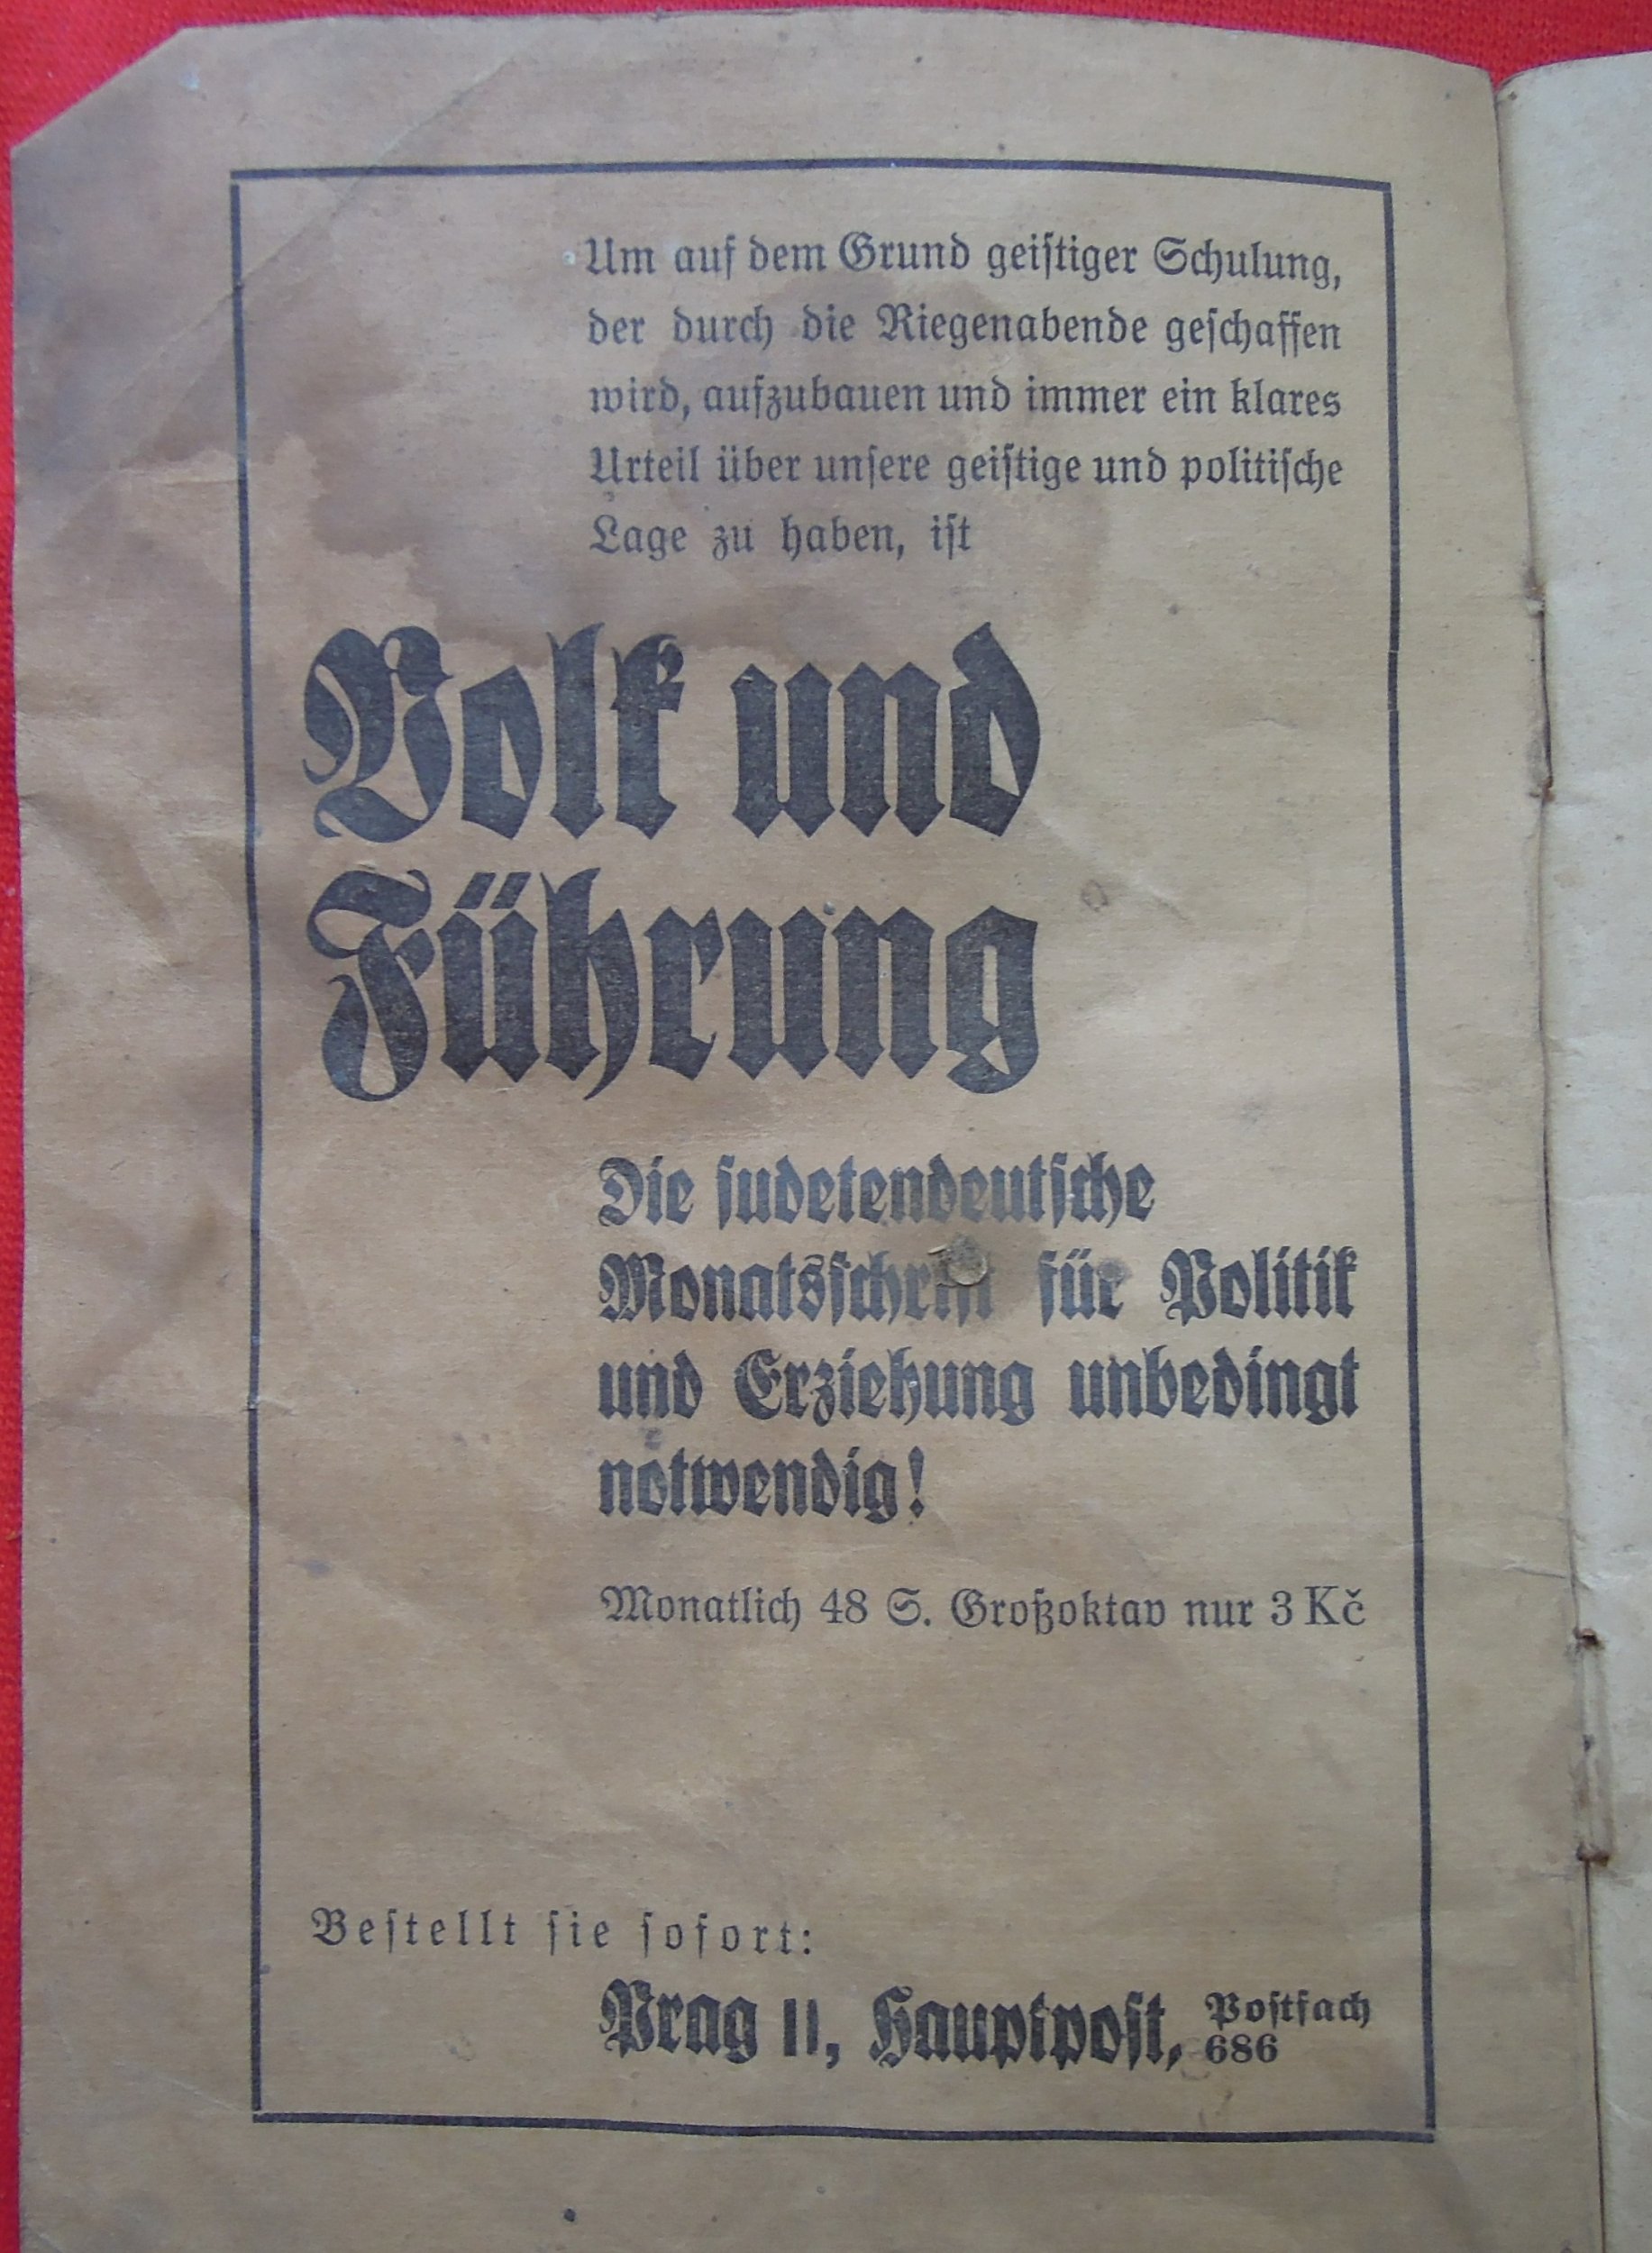 Um auf dem Grund geistiger Schulung,
der durch die Riegenabende geschaffen
wird, aufzubauen und immer ein klares
Urteil über unsere geistige und politische
Lage zu haben, ist
Volk und
Führung
Die sudetendeutsche
Monatsschrift für Politik
und Erziehung unbedingt
notwendig!
Monatlich 48 S. Großoktav nur 3 Kč
Bestellt sie sofort:
Prag II, Hauptpost, Postfach
686